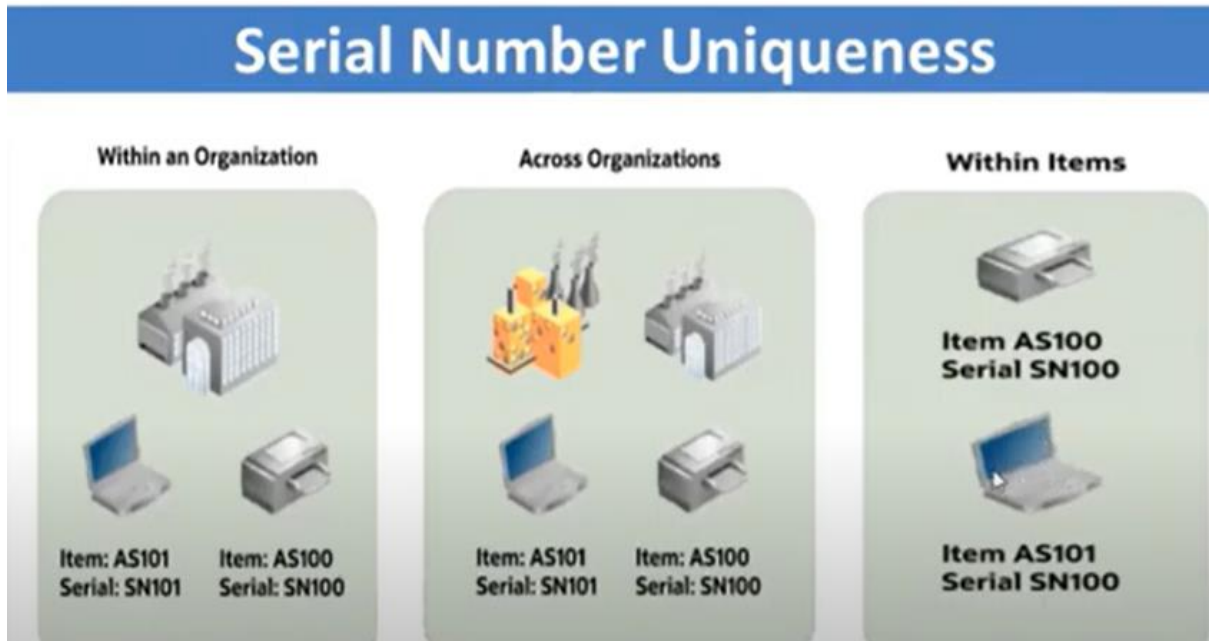 Serial Number Uniqueness
Within an Organization
Item: AS101
Serial: SN101
Item: AS100
Serial: SN100
Across Organizations
Item: AS101
Serial: SN101
Item: AS100
Serial: SN100
Within Items
Item AS100
Serial SN100
Item AS101
Serial SN100